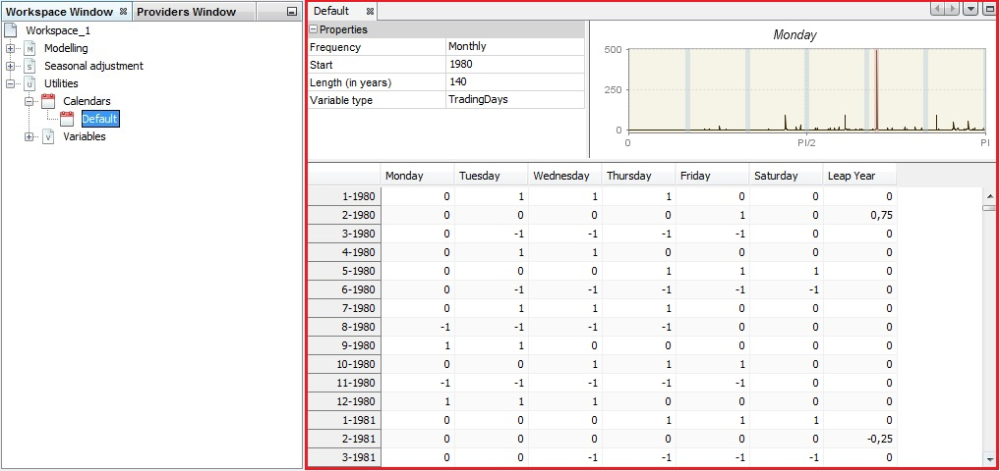 Workspace Window Providers Window
Workspace_1
M Modelling
S Seasonal adjustment
U Utilities
Calendars
Default
V Variables
Default
Properties
Frequency Monthly
Start 1980
Length (in years) 140
Variable type TradingDays
Monday
500
250
0
0 PI/2 PI
Monday Tuesday Wednesday Thursday Friday Saturday Leap Year
1-1980 0 1 1 1 0 0 0
2-1980 0 0 0 0 1 0 0,75
3-1980 0 -1 -1 -1 -1 0 0
4-1980 0 1 1 0 0 0 0
5-1980 0 0 0 1 1 1 0
6-1980 0 -1 -1 -1 -1 -1 0
7-1980 0 1 1 1 0 0 0
8-1980 -1 -1 -1 -1 0 0 0
9-1980 1 1 0 0 0 0 0
10-1980 0 0 1 1 1 0 0
11-1980 -1 -1 -1 -1 -1 0 0
12-1980 1 1 1 0 0 0 0
1-1981 0 0 0 1 1 1 0
2-1981 0 0 0 0 0 0 -0,25
3-1981 0 0 -1 -1 -1 -1 0